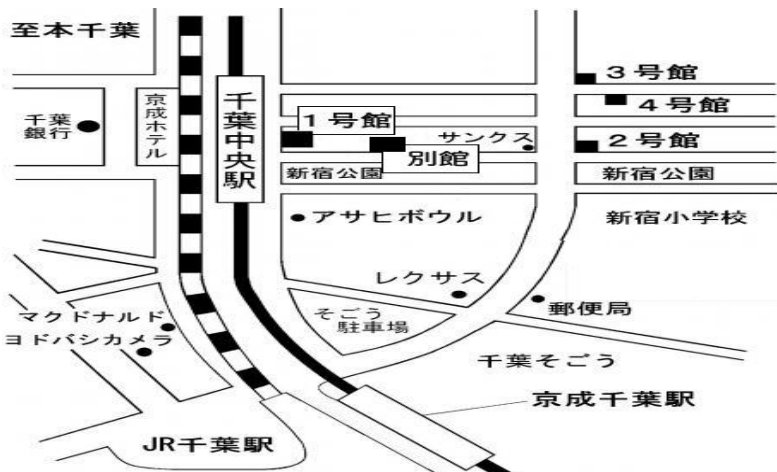 至本千葉
3号館
4号館
千葉
銀行
京成ホテル
千葉中央駅
1号館
サンクス
2号館
別館
新宿公園
新宿公園
アサヒボウル
新宿小学校
レクサス
マクドナルド
そごう
駐車場
郵便局
ヨドバシカメラ
千葉そごう
京成千葉駅
JR千葉駅